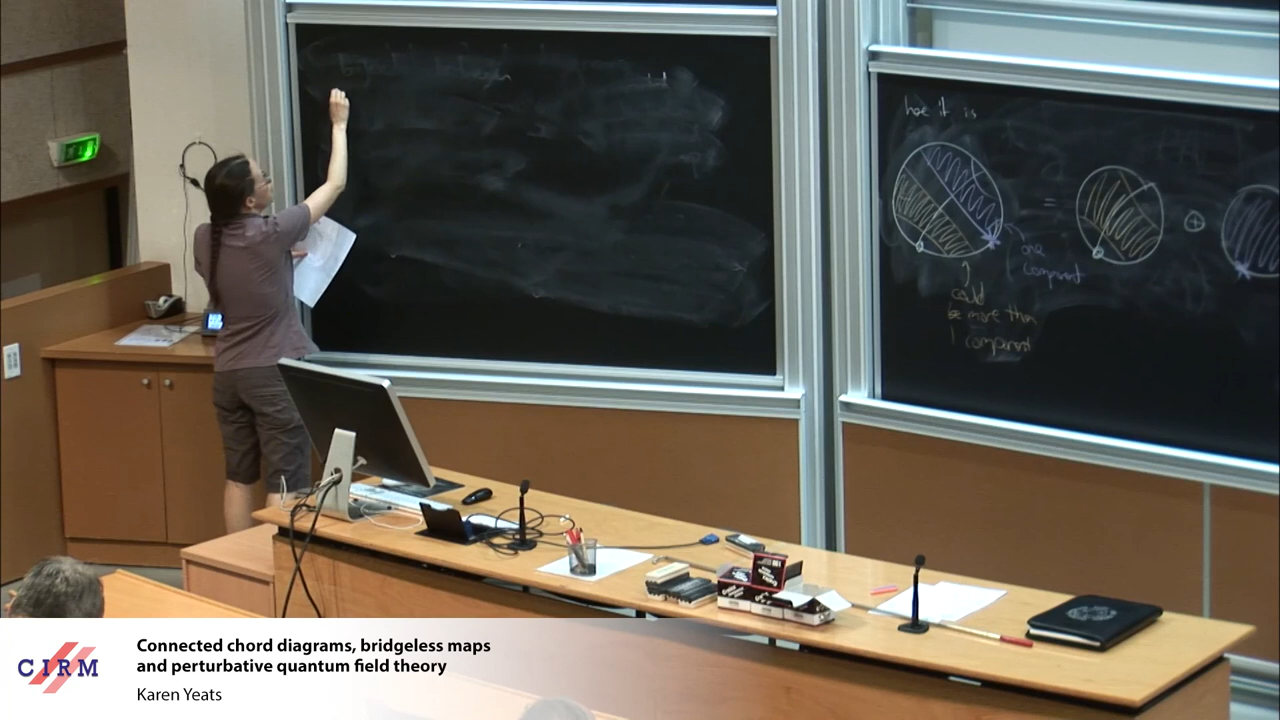 hoe it is
=
⊕
one
component
?
could
be more than
1 component
CIRM
Connected chord diagrams, bridgeless maps
and perturbative quantum field theory
Karen Yeats